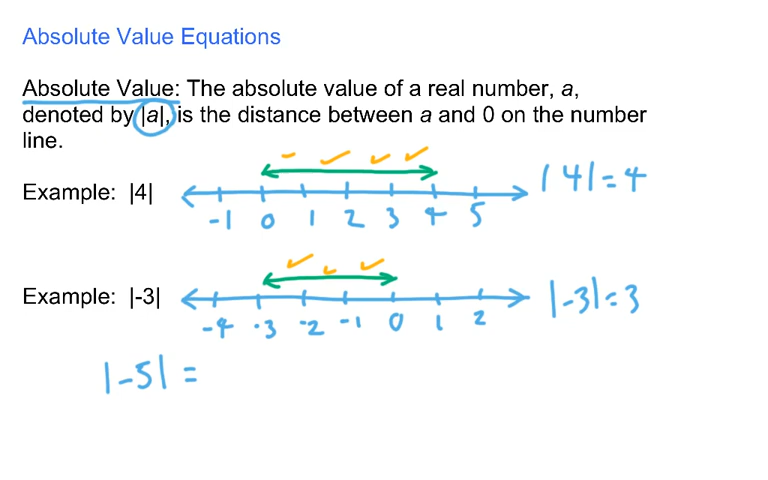 Absolute Value Equations
Absolute Value: The absolute value of a real number, a,
denoted by |a|, is the distance between a and 0 on the number
line.
Example: |4|
-1 0 1 2 3 4 5
|4| = 4
Example: |-3|
-4 -3 -2 -1 0 1 2
|-3| = 3
|-5| =